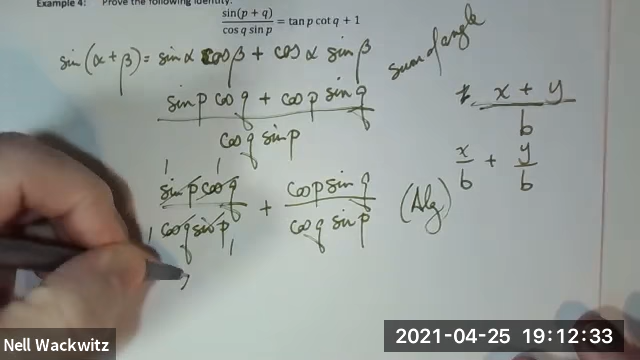 Example 4: Prove the following identity.
sin(p + q) / cos q sin p = tan p cot q + 1
sin(α + β) = sin α cos β + cos α sin β
sum of angle
sin p cos q + cos p sin q
cos q sin p
x + y
b
x/b + y/b
1 1
sin p cos q / cos q sin p + cos p sin q / cos q sin p (Alg)
1 1
Nell Wackwitz
2021-04-25 19:12:33